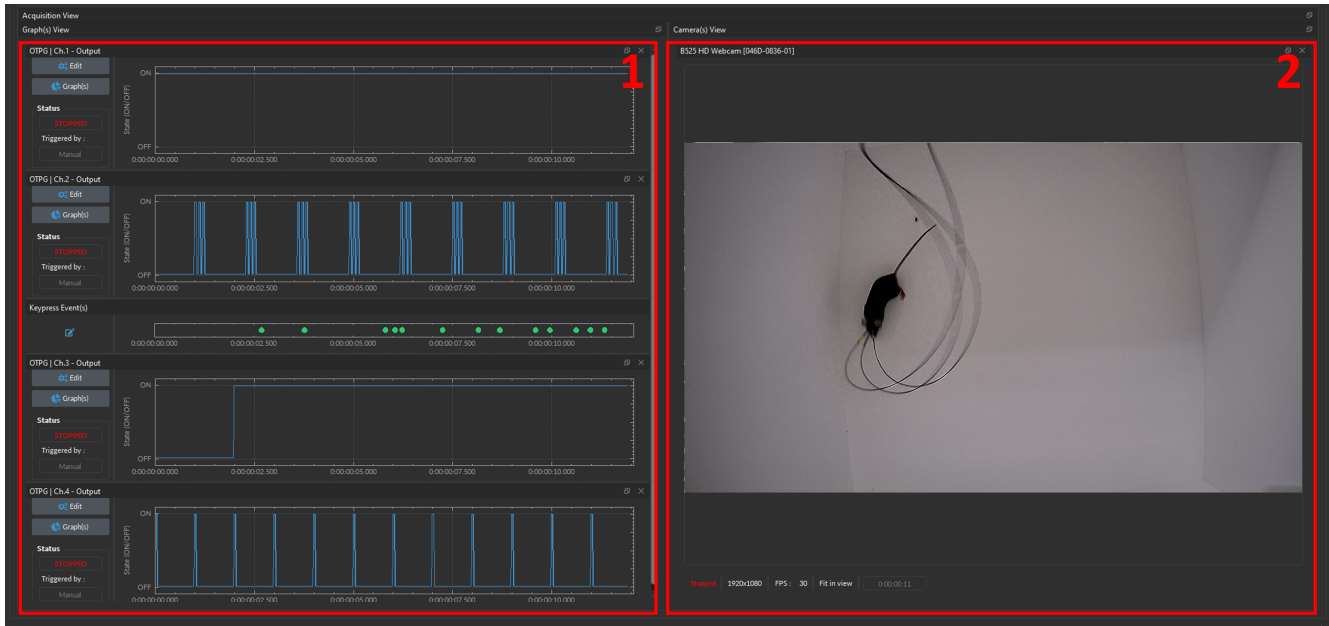 Acquisition View
Graph(s) View
OTPG | Ch.1 - Output
1
Edit
Graph(s)
Status
STOPPED
Triggered by :
Manual
State (ON/OFF)
ON
OFF
0:00:00:00.000 0:00:00:02.500 0:00:00:05.000 0:00:00:07.500 0:00:00:10.000
OTPG | Ch.2 - Output
Edit
Graph(s)
Status
STOPPED
Triggered by :
Manual
State (ON/OFF)
ON
OFF
0:00:00:00.000 0:00:00:02.500 0:00:00:05.000 0:00:00:07.500 0:00:00:10.000
Keypress Event(s)
0:00:00:00.000 0:00:00:02.500 0:00:00:05.000 0:00:00:07.500 0:00:00:10.000
OTPG | Ch.3 - Output
Edit
Graph(s)
Status
STOPPED
Triggered by :
Manual
State (ON/OFF)
ON
OFF
0:00:00:00.000 0:00:00:02.500 0:00:00:05.000 0:00:00:07.500 0:00:00:10.000
OTPG | Ch.4 - Output
Edit
Graph(s)
Status
STOPPED
Triggered by :
Manual
State (ON/OFF)
ON
OFF
0:00:00:00.000 0:00:00:02.500 0:00:00:05.000 0:00:00:07.500 0:00:00:10.000
Camera(s) View
B525 HD Webcam [046D-0836-01]
2
Stopped 1920x1080 FPS : 30 Fit in view 0:00:00:11